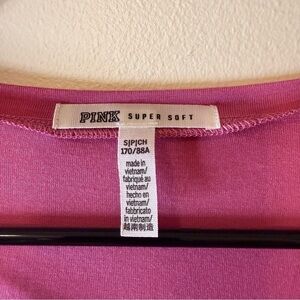 PINK SUPER SOFT
S|P|CH
170/88A
made in
vietnam/
fabriqué au
vietnam/
hecho en
vietnam/
fabbricato
in vietnam/
越南製造